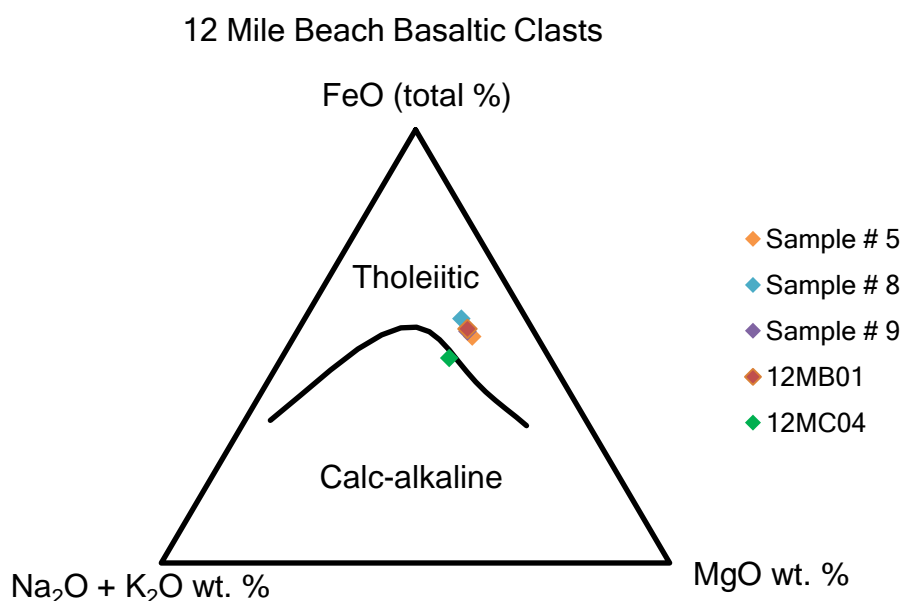 12 Mile Beach Basaltic Clasts
FeO (total %)
Tholeiitic
Calc-alkaline
Na₂O + K₂O wt. %
MgO wt. %
Sample # 5
Sample # 8
Sample # 9
12MB01
12MC04